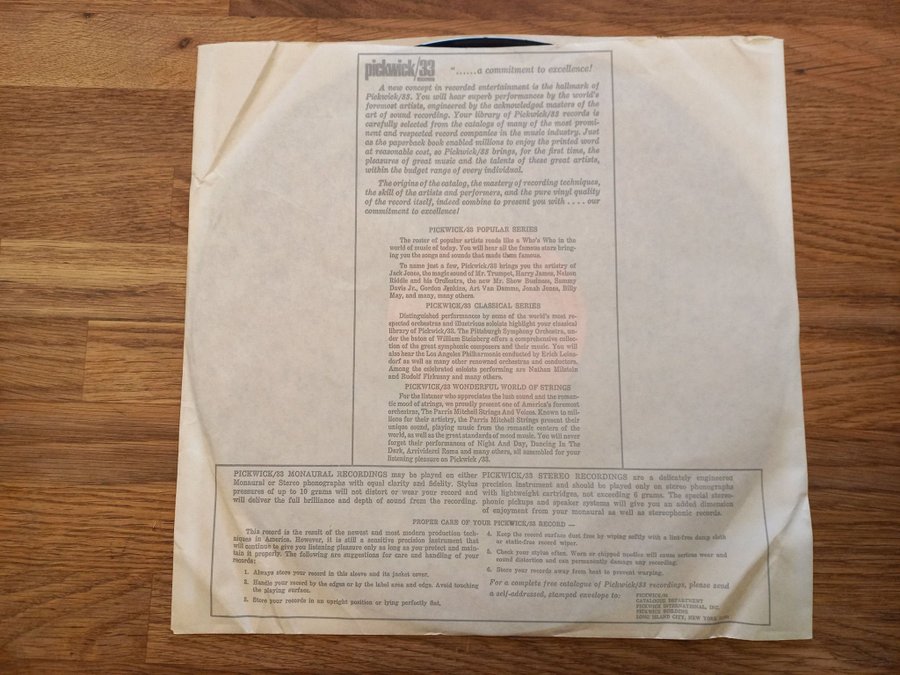 pickwick/33
"......a commitment to excellence!
A new concept in recorded entertainment is the hallmark of
Pickwick/33. You will hear superb performances by the world's
foremost artists, engineered by the acknowledged masters of the
art of sound recording. Your library of Pickwick/33 records is
carefully selected from the catalogs of many of the most promi-
nent and respected record companies in the music industry. Just
as the paperback book enabled millions to enjoy the printed word
at reasonable cost, so Pickwick/33 brings, for the first time, the
pleasures of great music and the talents of these great artists,
within the budget range of every individual.
The origins of the catalog, the mastery of recording techniques,
the skill of the artists and performers, and the pure vinyl quality
of the record itself, indeed combine to present you with . . . . our
commitment to excellence!
PICKWICK/33 POPULAR SERIES
The roster of popular artists reads like a Who's Who in the
world of music of today. You will hear all the famous stars bring-
ing you the songs and sounds that made them famous.
To name just a few, Pickwick/33 brings you the artistry of
Jack Jones, the magic sound of Mr. Trumpet, Harry James, Nelson
Riddle and his Orchestra, the new Mr. Show Business, Sammy
Davis Jr., Gordon Jenkins, Art Van Damme, Jonah Jones, Billy
May, and many, many others.
PICKWICK/33 CLASSICAL SERIES
Distinguished performances by some of the world's most re-
spected orchestras and illustrious soloists highlight your classical
library of Pickwick/33. The Pittsburgh Symphony Orchestra, un-
der the baton of William Steinberg offers a comprehensive collec-
tion of the great symphonic composers and their music. You will
also hear the Los Angeles Philharmonic conducted by Erich Leins-
dorf as well as many other renowned orchestras and conductors.
Among the celebrated soloists performing are Nathan Milstein
and Rudolf Firkusny and many others.
PICKWICK/33 WONDERFUL WORLD OF STRINGS
For the listener who appreciates the lush sound and the roman-
tic mood of strings, we proudly present one of America's foremost
orchestras, The Parris Mitchell Strings And Voices. Known to mil-
lions for their artistry, the Parris Mitchell Strings present their
unique sound, playing music from the romantic centers of the
world, as well as the great standards of mood music. You will never
forget their performances of Night And Day, Dancing In The
Dark, Arrivederci Roma and many others, all assembled for your
listening pleasure on Pickwick /33.
PICKWICK/33 MONAURAL RECORDINGS may be played on either
Monaural or Stereo phonographs with equal clarity and fidelity. Stylus
pressures of up to 10 grams will not distort or wear your record and
will deliver the full brilliance and depth of sound from the recording.
PICKWICK/33 STEREO RECORDINGS are a delicately engineered
precision instrument and should be played only on stereo phonographs
with lightweight cartridges, not exceeding 6 grams. The special stereo-
phonic pickups and speaker systems will give you an added dimension
of enjoyment from your monaural as well as stereophonic records.
PROPER CARE OF YOUR PICKWICK/33 RECORD —
This record is the result of the newest and most modern production tech-
niques in America. However, it is still a sensitive precision instrument that
will continue to give you listening pleasure only as long as you protect and main-
tain it properly. The following are suggestions for care and handling of your
records:
1. Always store your record in this sleeve and its jacket cover.
2. Handle your record by the edges or by the label area and edge. Avoid touching
the playing surface.
3. Store your records in an upright position or lying perfectly flat.
4. Keep the record surface dust free by wiping softly with a lint-free damp cloth
or static-free record wiper.
5. Check your stylus often. Worn or chipped needles will cause serious wear and
sound distortion and can permanently damage any recording.
6. Store your records away from heat to prevent warping.
For a complete free catalogue of Pickwick/33 recordings, please send
a self-addressed, stamped envelope to:
PICKWICK/33
CATALOGUE DEPARTMENT
PICKWICK INTERNATIONAL, INC.
PICKWICK BUILDING
LONG ISLAND CITY, NEW YORK